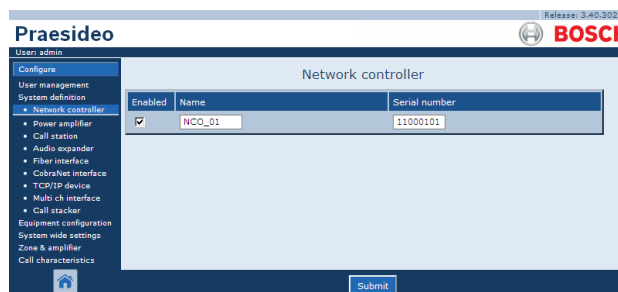 Release: 3.40.302
Praesideo
BOSCH
User: admin
Configure
User management
System definition
• Network controller
• Power amplifier
• Call station
• Audio expander
• Fiber interface
• CobraNet interface
• TCP/IP device
• Multi ch interface
• Call stacker
Equipment configuration
System wide settings
Zone & amplifier
Call characteristics
Network controller
Enabled Name Serial number
NCO_01 11000101
Submit